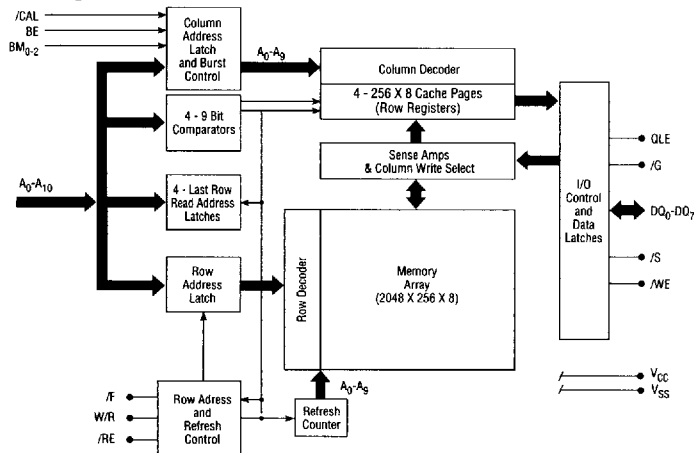 /CAL
BE
BM0-2
Column
Address
Latch
and Burst
Control
A0-A9
Column Decoder
4 - 256 X 8 Cache Pages
(Row Registers)
4 - 9 Bit
Comparators
Sense Amps
& Column Write Select
A0-A10
4 - Last Row
Read Address
Latches
I/O
Control
and
Data
Latches
QLE
/G
DQ0-DQ7
/S
/WE
Row
Address
Latch
Row Decoder
Memory
Array
(2048 X 256 X 8)
A0-A9
VCC
VSS
/F
W/R
/RE
Row Adress
and
Refresh
Control
Refresh
Counter